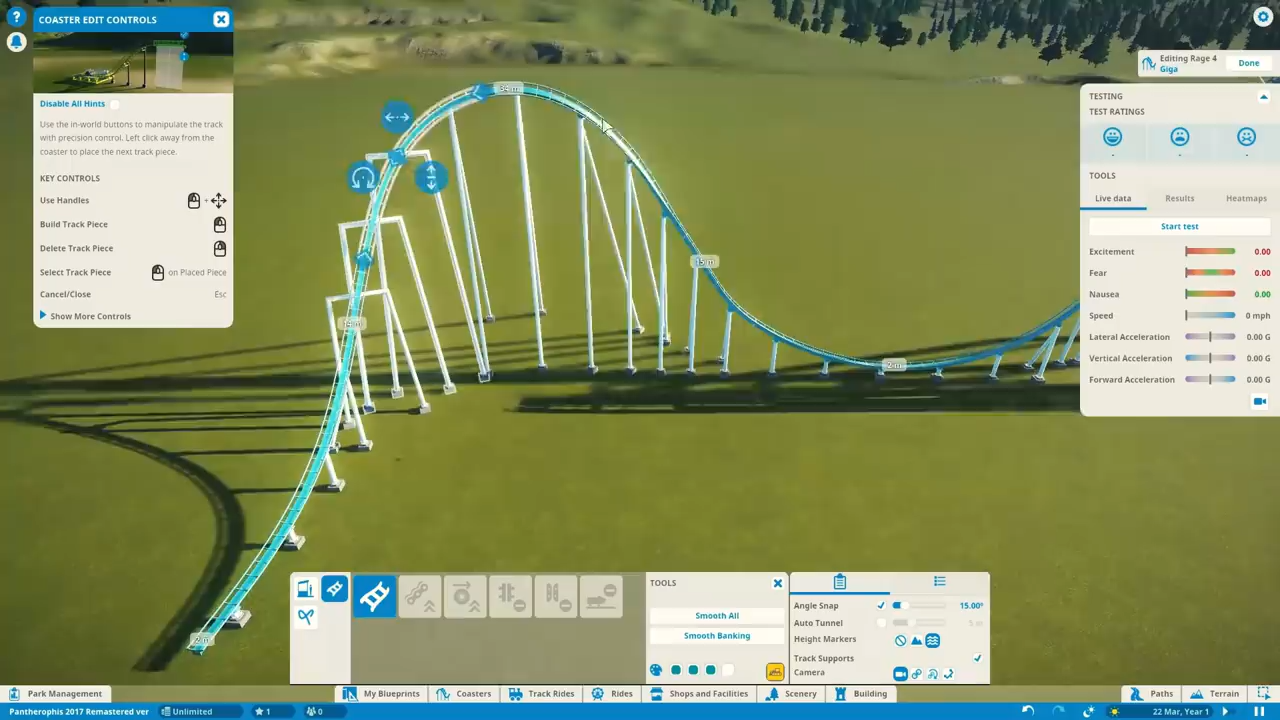 COASTER EDIT CONTROLS
Disable All Hints
Use the in-world buttons to manipulate the track
with precision control. Left click away from the
coaster to place the next track piece.
KEY CONTROLS
Use Handles
Build Track Piece
Delete Track Piece
Select Track Piece on Placed Piece
Cancel/Close Esc
Show More Controls
34 m
15 m
2 m
Editing Rage 4
Giga
Done
TESTING
TEST RATINGS
- - -
TOOLS
Live data Results Heatmaps
Start test
Excitement 0.00
Fear 0.00
Nausea 0.00
Speed 0 mph
Lateral Acceleration 0.00 G
Vertical Acceleration 0.00 G
Forward Acceleration 0.00 G
TOOLS
Smooth All
Smooth Banking
Angle Snap 15.00°
Auto Tunnel 5 m
Height Markers
Track Supports
Camera
Park Management
My Blueprints
Coasters
Track Rides
Rides
Shops and Facilities
Scenery
Building
Paths
Terrain
Pantherophis 2017 Remastered ver
Unlimited
1
0
22 Mar, Year 1